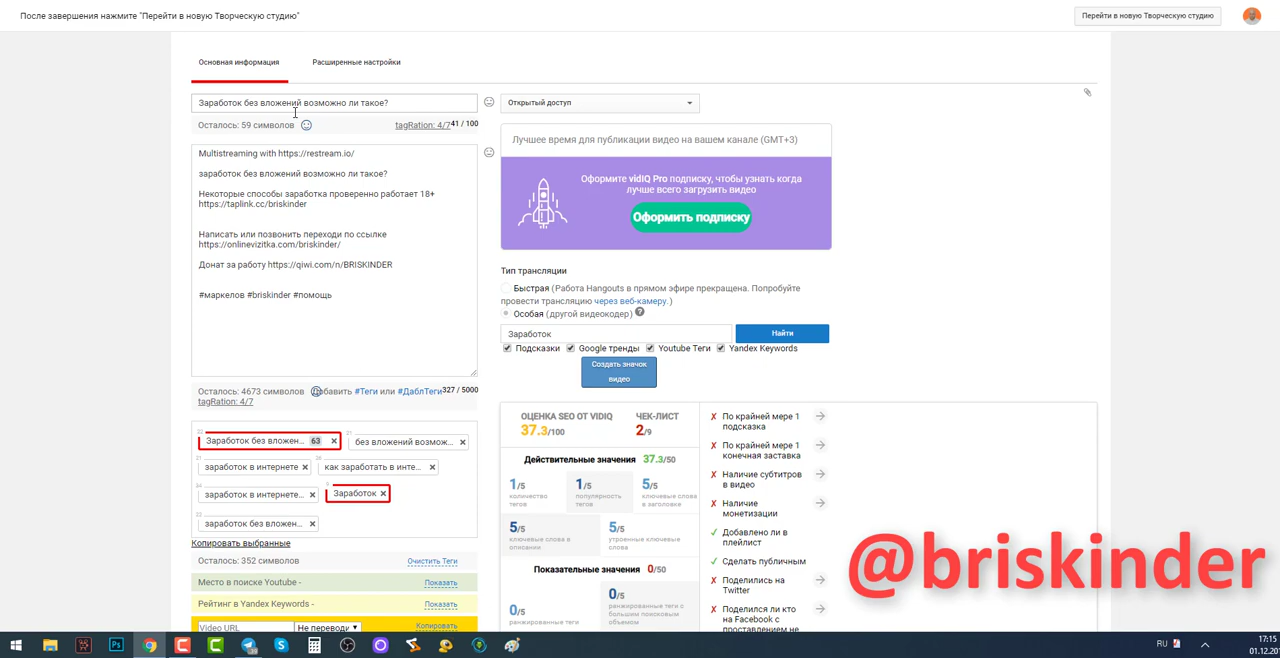 После завершения нажмите "Перейти в новую Творческую студию"
Перейти в новую Творческую студию
Основная информация
Расширенные настройки
Заработок без вложений возможно ли такое?
Осталось: 59 символов
tagRation: 4/7
41 / 100
Multistreaming with https://restream.io/
заработок без вложений возможно ли такое?
Некоторые способы заработка проверенно работает 18+
https://taplink.cc/briskinder
Написать или позвонить переходи по ссылке
https://onlinevizitka.com/briskinder/
Донат за работу https://qiwi.com/n/BRISKINDER
#маркелов #briskinder #помощь
Осталось: 4673 символов
Добавить #Теги или #ДаблТеги
327 / 5000
tagRation: 4/7
Заработок без вложен... 63 ×
без вложений возмож... ×
заработок в интернете ×
как заработать в инте... ×
заработок в интернете... ×
Заработок ×
заработок без вложен... ×
Копировать выбранные
Осталось: 352 символов
Очистить Теги
Место в поиске Youtube -
Показать
Рейтинг в Yandex Keywords -
Показать
Video URL
Не переводи
Копировать
Открытый доступ
Лучшее время для публикации видео на вашем канале (GMT+3)
Оформите vidIQ Pro подписку, чтобы узнать когда
лучше всего загрузить видео
Оформить подписку
Тип трансляции
Быстрая (Работа Hangouts в прямом эфире прекращена. Попробуйте
провести трансляцию через веб-камеру.)
Особая (другой видеокодер)
Заработок
Найти
Подсказки
Google тренды
Youtube Теги
Yandex Keywords
Создать значок
видео
ОЦЕНКА SEO ОТ VIDIQ
37.3/100
ЧЕК-ЛИСТ
2/9
Действительные значения 37.3/50
1/5
количество
тегов
1/5
популярность
тегов
5/5
ключевые слова
в заголовке
5/5
ключевые слова в
описании
5/5
утроенные ключевые
слова
Показательные значения 0/50
0/5
ранжированные теги
0/5
ранжированные теги с
большим поисковым
объемом
По крайней мере 1
подсказка
По крайней мере 1
конечная заставка
Наличие субтитров
в видео
Наличие
монетизации
Добавлено ли в
плейлист
Сделать публичным
Поделились на
Twitter
Поделился ли кто
на Facebook с
проставлением не
@briskinder
Ps
RU
17:15
01.12.20